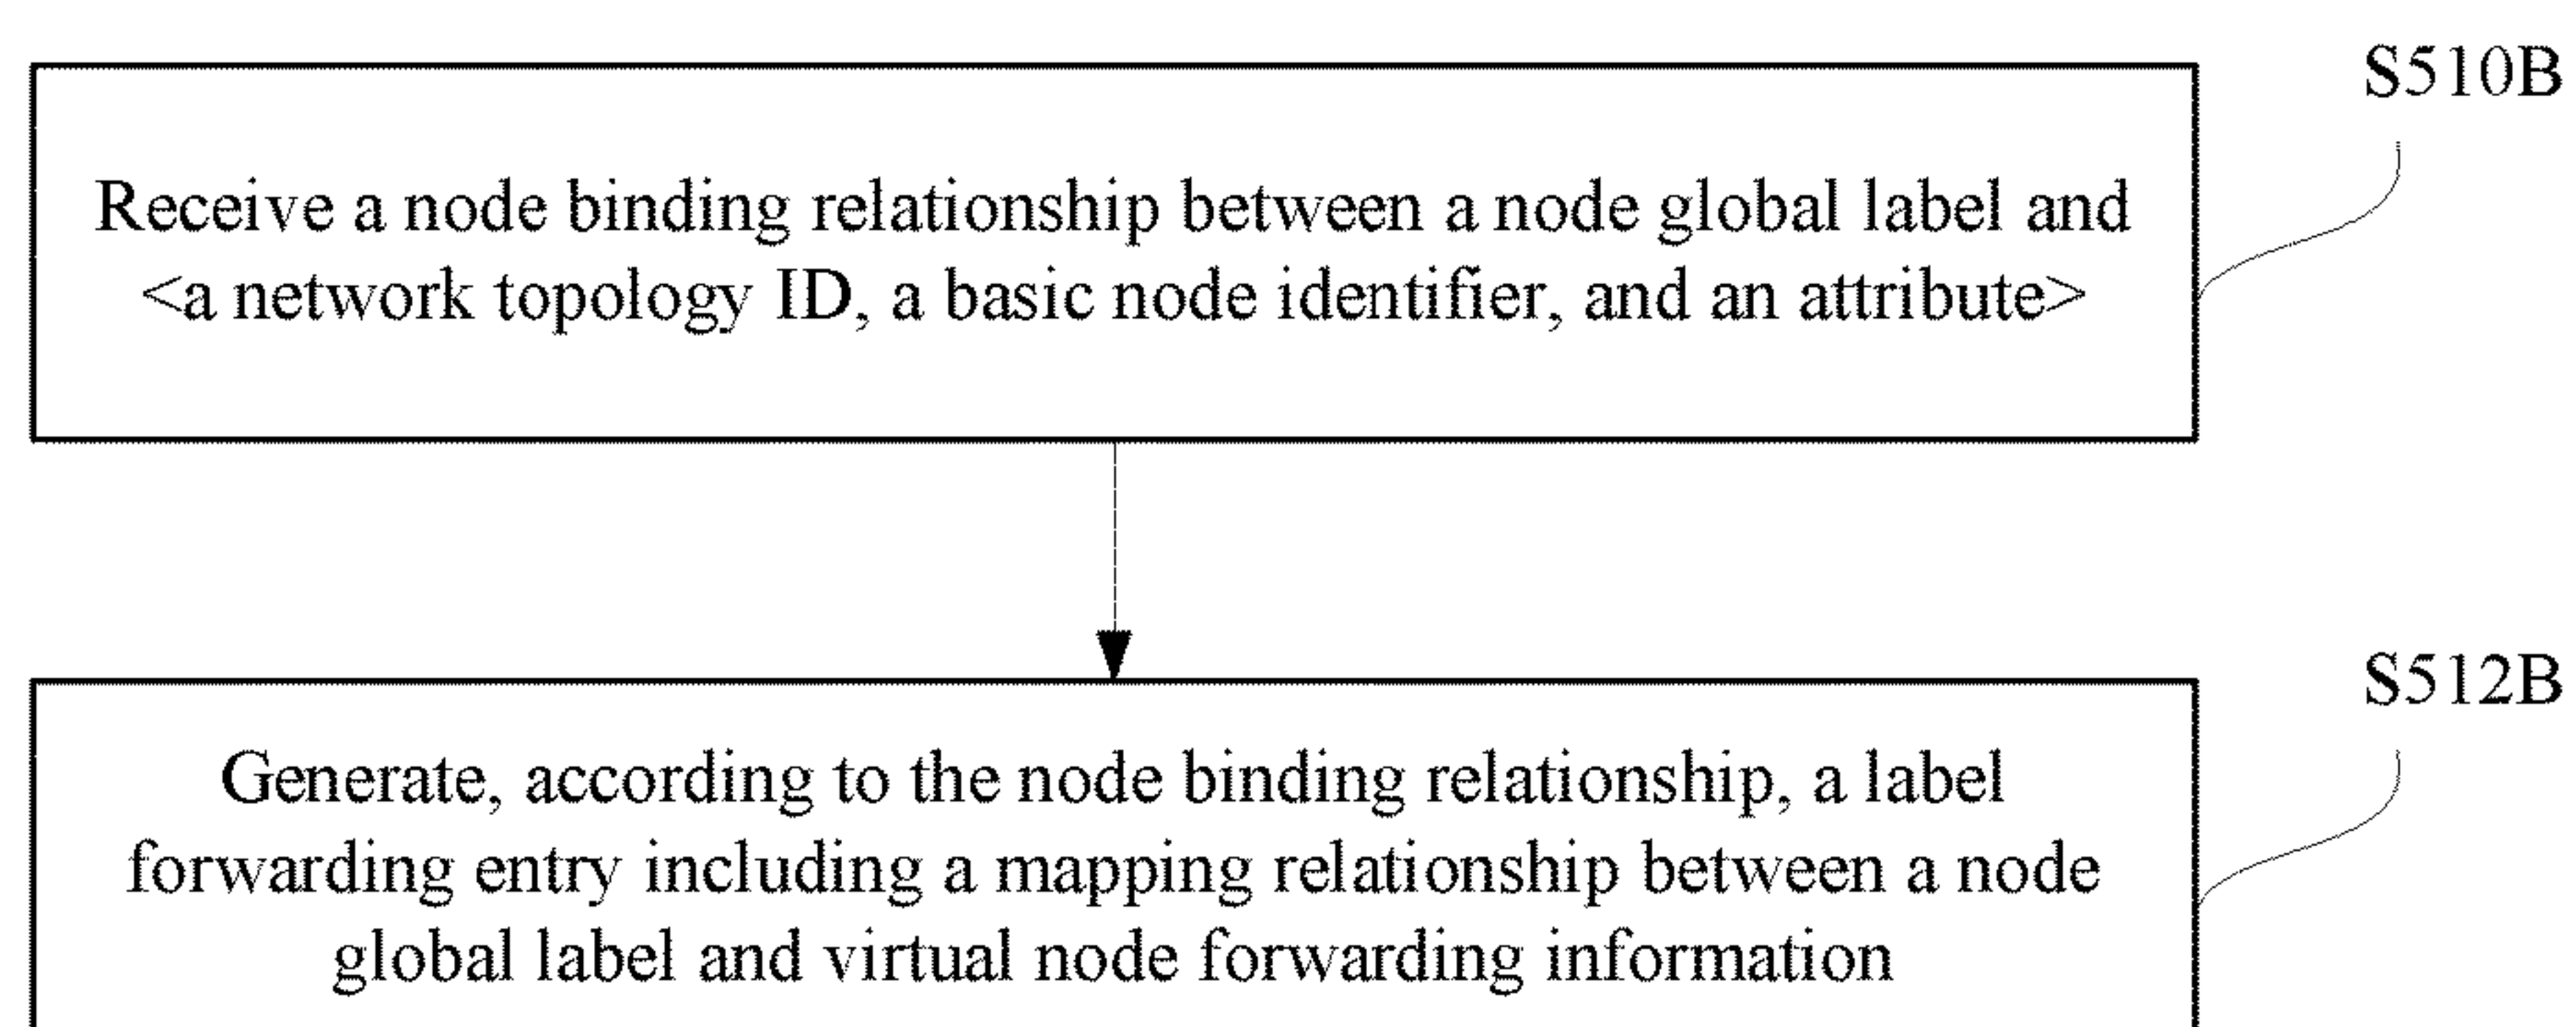 S510B
Receive a node binding relationship between a node global label and
<a network topology ID, a basic node identifier, and an attribute>
S512B
Generate, according to the node binding relationship, a label
forwarding entry including a mapping relationship between a node
global label and virtual node forwarding information